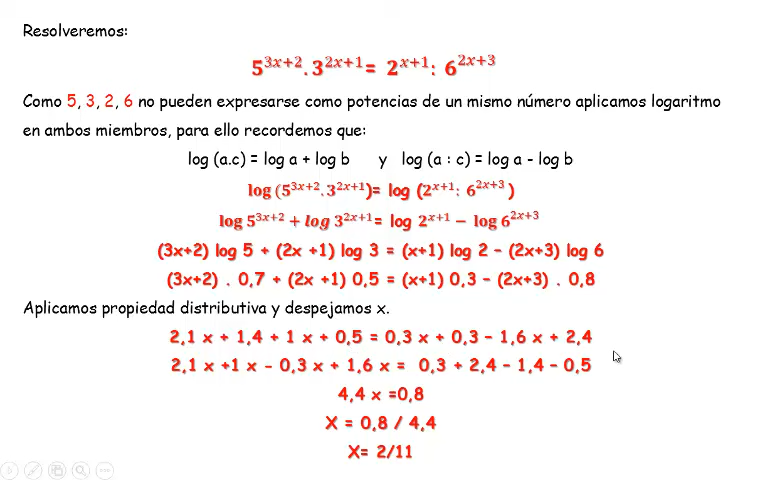 Resolveremos:
5^{3x+2}.3^{2x+1}= 2^{x+1}: 6^{2x+3}
Como 5, 3, 2, 6 no pueden expresarse como potencias de un mismo número aplicamos logaritmo
en ambos miembros, para ello recordemos que:
log (a.c) = log a + log b y log (a : c) = log a - log b
log (5^{3x+2}.3^{2x+1})= log (2^{x+1}: 6^{2x+3} )
log 5^{3x+2} + log 3^{2x+1}= log 2^{x+1} − log 6^{2x+3}
(3x+2) log 5 + (2x +1) log 3 = (x+1) log 2 – (2x+3) log 6
(3x+2) . 0,7 + (2x +1) 0,5 = (x+1) 0,3 – (2x+3) . 0,8
Aplicamos propiedad distributiva y despejamos x.
2,1 x + 1,4 + 1 x + 0,5 = 0,3 x + 0,3 – 1,6 x + 2,4
2,1 x +1 x - 0,3 x + 1,6 x = 0,3 + 2,4 – 1,4 – 0,5
4,4 x =0,8
X = 0,8 / 4,4
X= 2/11